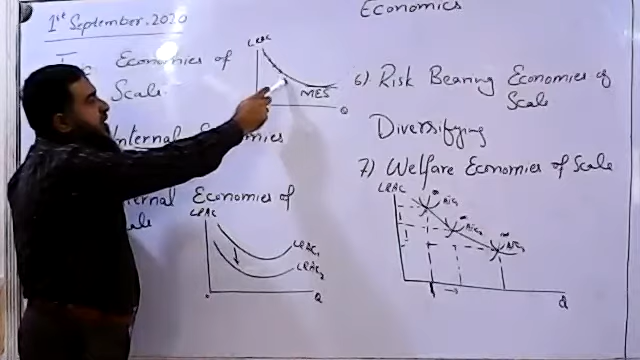 1st September, 2020
Economics
Economies of
Scale
LRAC
MES
Q
6) Risk Bearing Economies of
Scale
Diversifying
7) Welfare Economies of Scale
Internal
Economies of
LRAC
LRAC1
LRAC2
Q
LRAC
Q